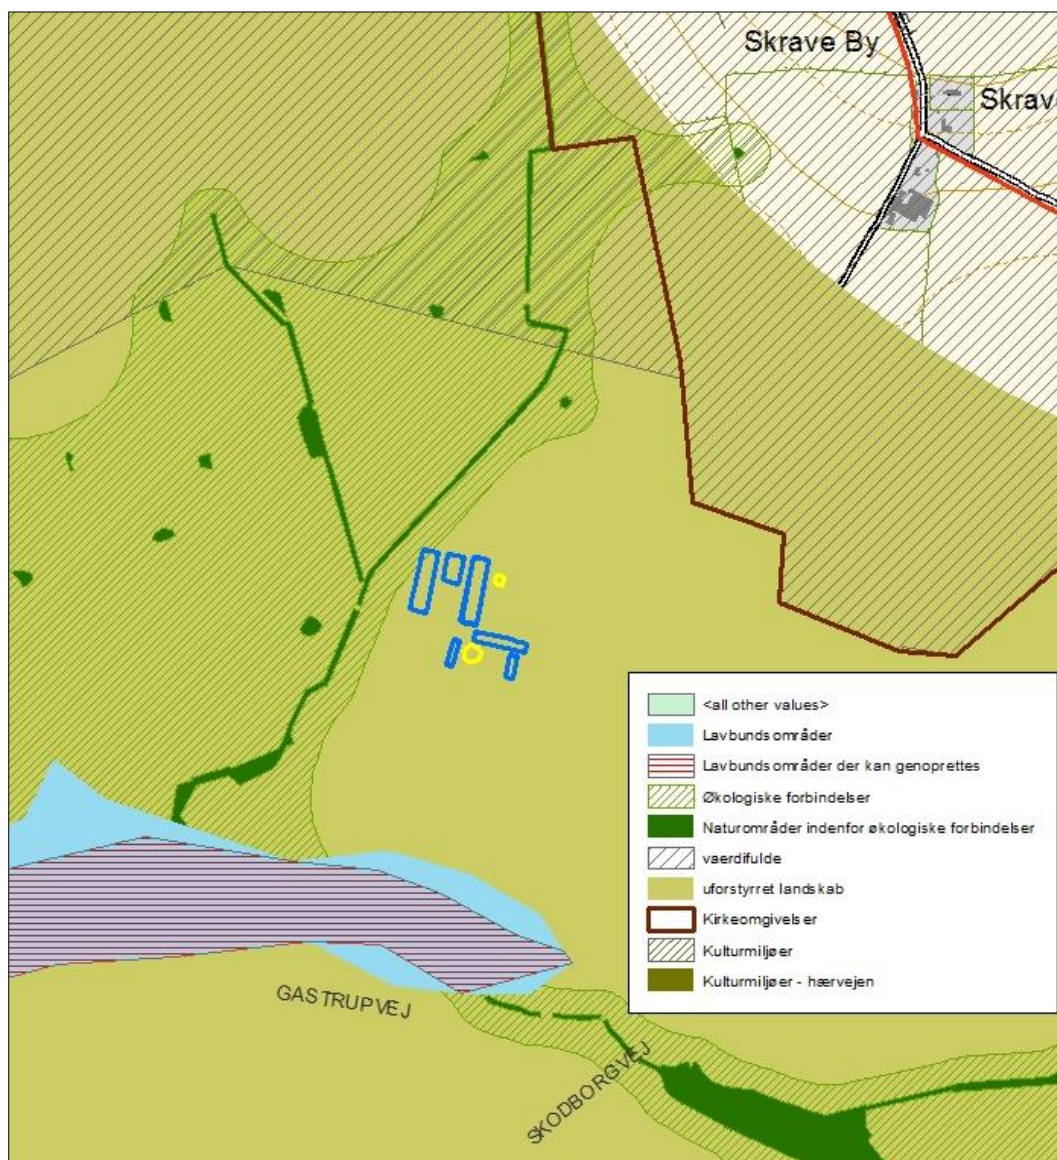 Skrave By
Skrav
<all other values>
Lavbundsområder
Lavbundsområder der kan genoprettes
Økologiske forbindelser
Naturområder indenfor økologiske forbindelser
vaerdifulde
uforstyrret landskab
Kirkeomgivelser
Kulturmiljøer
Kulturmiljøer - hærvejen
GASTRUPVEJ
SKODBORGVEJ